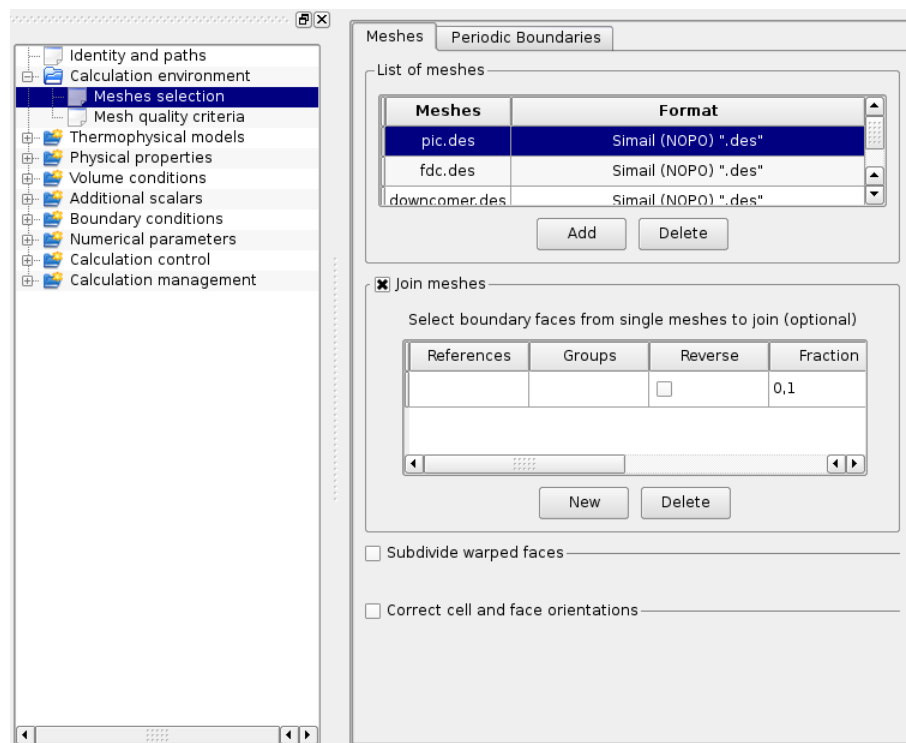 Identity and paths
Calculation environment
Meshes selection
Mesh quality criteria
Thermophysical models
Physical properties
Volume conditions
Additional scalars
Boundary conditions
Numerical parameters
Calculation control
Calculation management
Meshes Periodic Boundaries
List of meshes
Meshes Format
pic.des Simail (NOPO) ".des"
fdc.des Simail (NOPO) ".des"
downcomer.des Simail (NOPO) ".des"
Add Delete
Join meshes
Select boundary faces from single meshes to join (optional)
References Groups Reverse Fraction
0,1
New Delete
Subdivide warped faces
Correct cell and face orientations